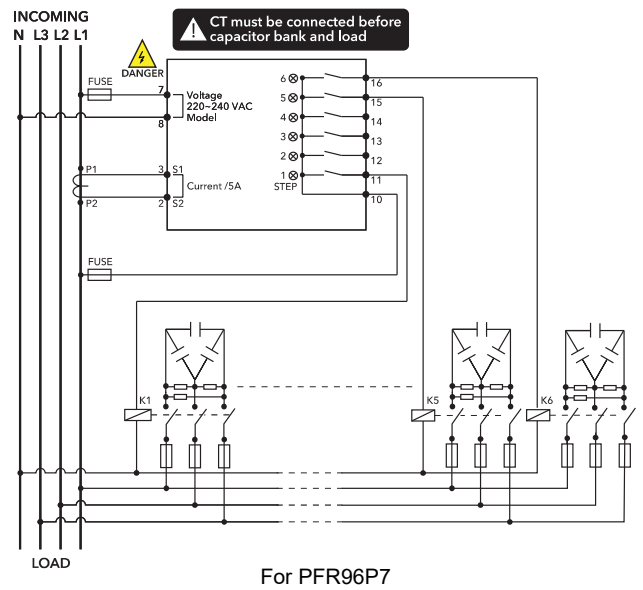 INCOMING
N L3 L2 L1
CT must be connected before
capacitor bank and load
DANGER
FUSE
7
8
Voltage
220~240 VAC
Model
P1
P2
3 S1
2 S2
Current /5A
6
5
4
3
2
1
STEP
16
15
14
13
12
11
10
FUSE
K1
K5
K6
LOAD
For PFR96P7